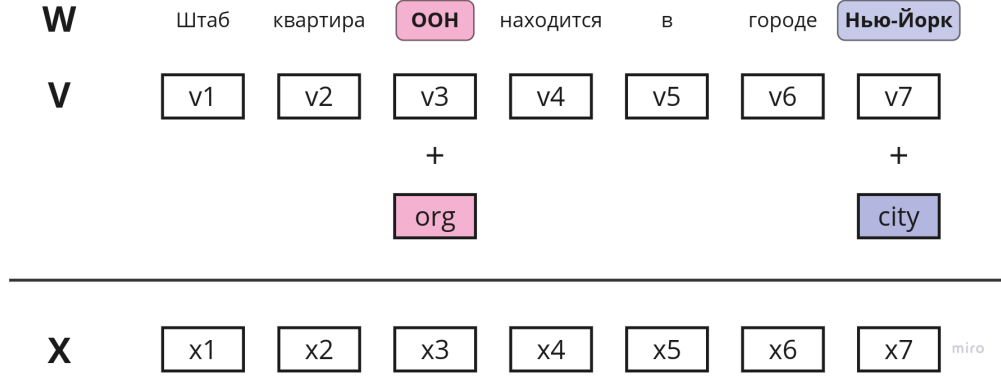 W Штаб квартира ООН находится в городе Нью-Йорк
V v1 v2 v3 v4 v5 v6 v7
+ +
org city
X x1 x2 x3 x4 x5 x6 x7 miro